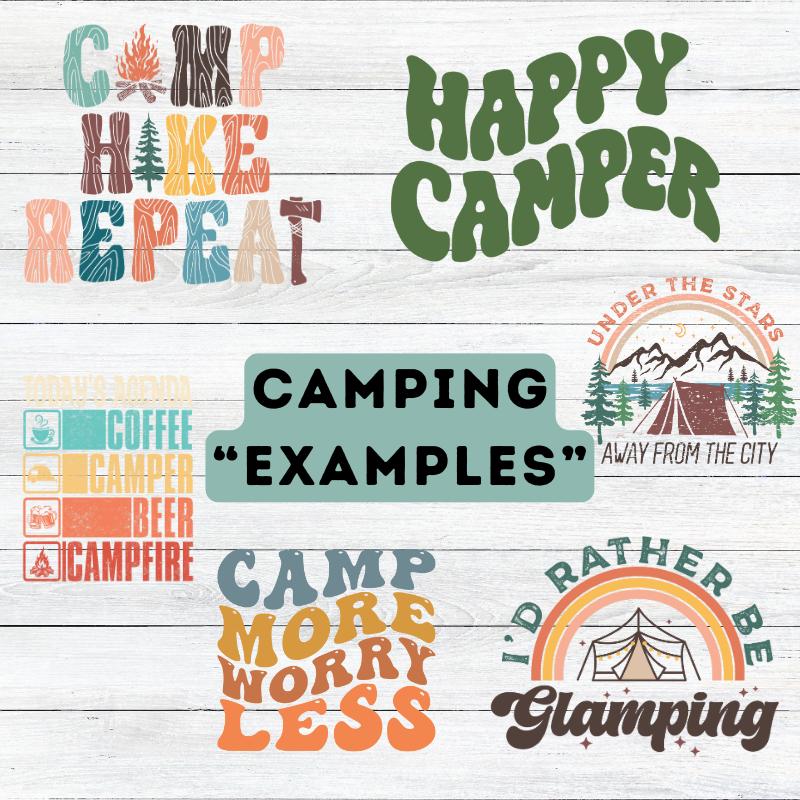 CAMP
HIKE
REPEAT
HAPPY
CAMPER
UNDER THE STARS
AWAY FROM THE CITY
TODAY'S AGENDA
COFFEE
CAMPER
BEER
CAMPFIRE
CAMPING
“EXAMPLES”
CAMP
MORE
WORRY
LESS
I'D RATHER BE
Glamping